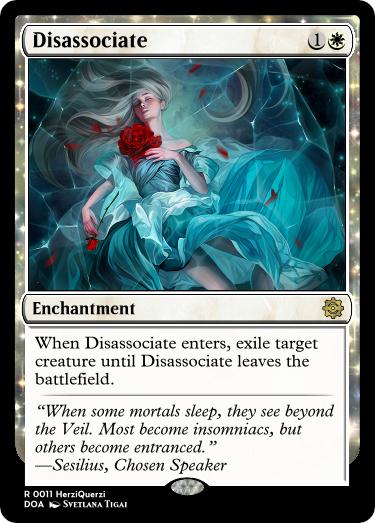 Disassociate 1
Enchantment
When Disassociate enters, exile target
creature until Disassociate leaves the
battlefield.
“When some mortals sleep, they see beyond
the Veil. Most become insomniacs, but
others become entranced.”
—Sesilius, Chosen Speaker
R 0011 HerziQuerzi
DOA Svetlana Tigai